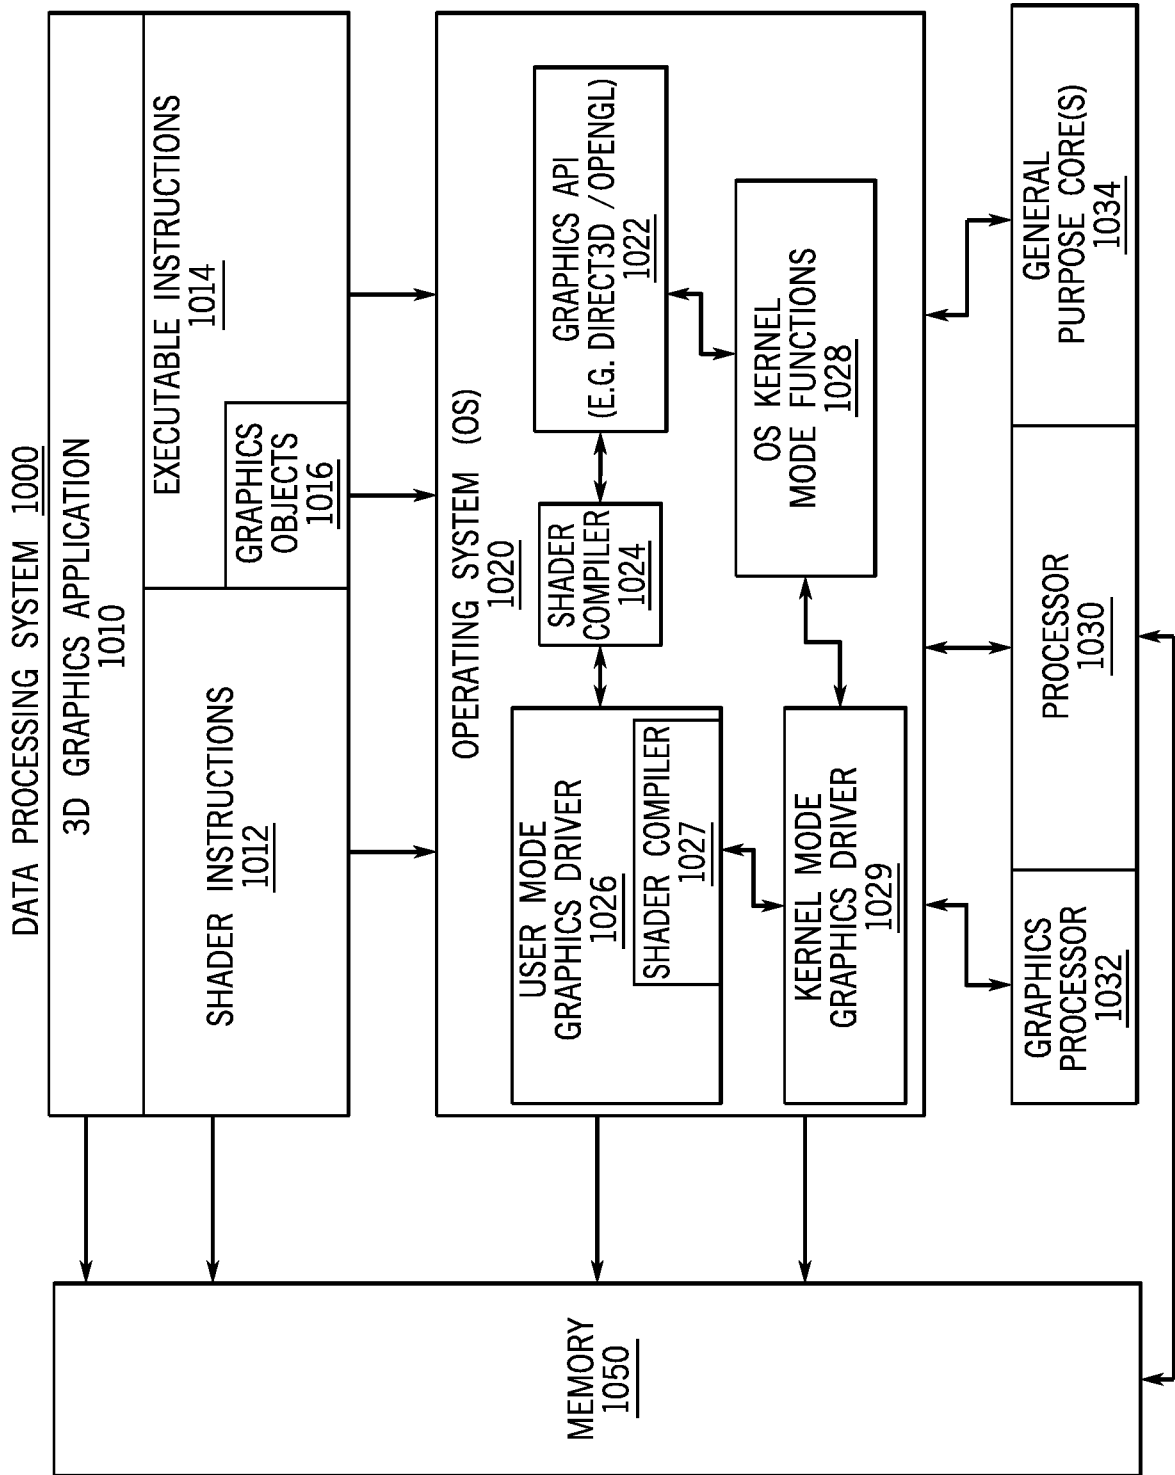 DATA PROCESSING SYSTEM 1000
3D GRAPHICS APPLICATION
1010
SHADER INSTRUCTIONS
1012
EXECUTABLE INSTRUCTIONS
1014
GRAPHICS
OBJECTS
1016
OPERATING SYSTEM (OS)
1020
USER MODE
GRAPHICS DRIVER
1026
SHADER COMPILER
1027
SHADER
COMPILER
1024
GRAPHICS API
(E.G. DIRECT3D /OPENGL)
1022
KERNEL MODE
GRAPHICS DRIVER
1029
OS KERNEL
MODE FUNCTIONS
1028
GRAPHICS
PROCESSOR
1032
PROCESSOR
1030
GENERAL
PURPOSE CORE(S)
1034
MEMORY
1050